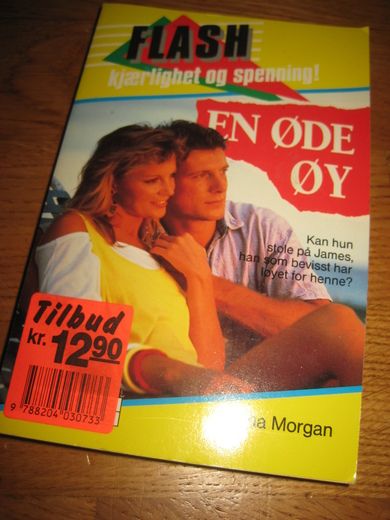 FLASH
kjærlighet og spenning!
EN ØDE
ØY
Kan hun
stole på James,
han som bevisst har
løyet for henne?
Tilbud
kr. 12.90
9 788204 030733
Morgan